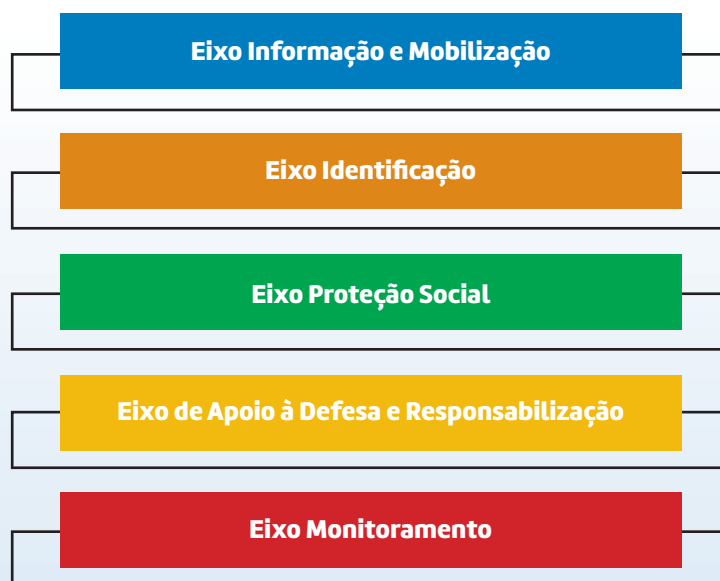 Eixo Informação e Mobilização
Eixo Identificação
Eixo Proteção Social
Eixo de Apoio à Defesa e Responsabilização
Eixo Monitoramento